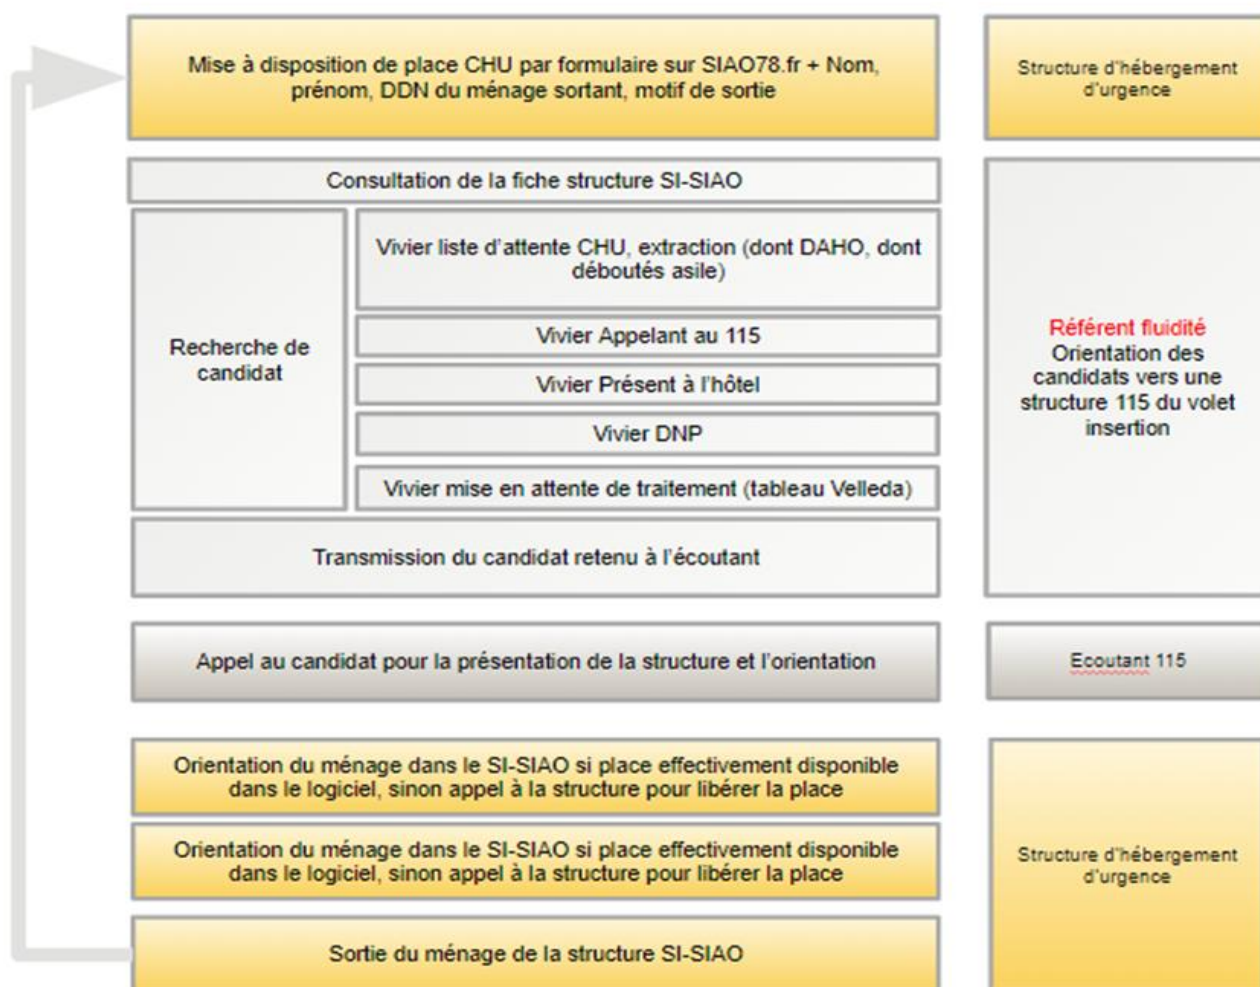 Mise à disposition de place CHU par formulaire sur SIAO78.fr + Nom,
prénom, DDN du ménage sortant, motif de sortie
Structure d'hébergement
d'urgence
Consultation de la fiche structure SI-SIAO
Recherche de
candidat
Vivier liste d'attente CHU, extraction (dont DAHO, dont
déboutés asile)
Vivier Appelant au 115
Vivier Présent à l'hôtel
Vivier DNP
Vivier mise en attente de traitement (tableau Velleda)
Transmission du candidat retenu à l'écoutant
Référent fluidité
Orientation des
candidats vers une
structure 115 du volet
insertion
Appel au candidat pour la présentation de la structure et l'orientation
Ecoutant 115
Orientation du ménage dans le SI-SIAO si place effectivement disponible
dans le logiciel, sinon appel à la structure pour libérer la place
Orientation du ménage dans le SI-SIAO si place effectivement disponible
dans le logiciel, sinon appel à la structure pour libérer la place
Sortie du ménage de la structure SI-SIAO
Structure d'hébergement
d'urgence